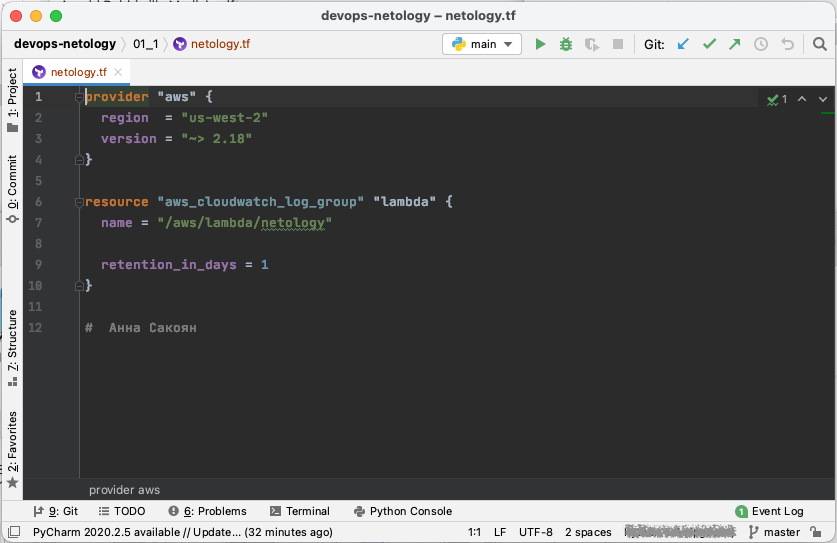 devops-netology – netology.tf
devops-netology 01_1 netology.tf main Git:
netology.tf
1: Project
0: Commit
7: Structure
2: Favorites
1 provider "aws" { 1
2 region = "us-west-2"
3 version = "~> 2.18"
4 }
5
6 resource "aws_cloudwatch_log_group" "lambda" {
7 name = "/aws/lambda/netology"
8
9 retention_in_days = 1
10 }
11
12 # Анна Сакоян
provider aws
9: Git TODO 6: Problems Terminal Python Console 1 Event Log
PyCharm 2020.2.5 available // Update... (32 minutes ago) 1:1 LF UTF-8 2 spaces master